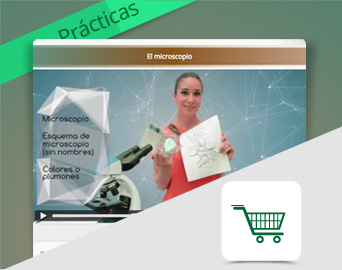 Prácticas
El microscopio
Microscopio
Esquema de
microscopio
(sin nombres)
Colores o
plumones